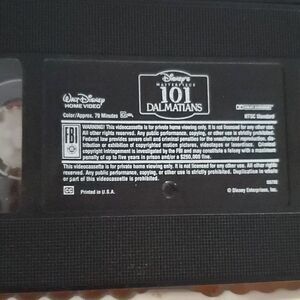 Disney's
MASTERPIECE
101
DALMATIANS
WALT DISNEY
HOME VIDEO
Color/Approx. 79 Minutes
NTSC Standard
FBI
WARNING! This videocassette is for private home viewing only. It is not licensed for any other use. All
other rights reserved. Any public performance, copying, or other use is strictly prohibited.
Federal law provides severe civil and criminal penalties for the unauthorized reproduction, dis-
tribution or exhibition of copyrighted motion pictures, videotapes, or laserdiscs. Criminal
copyright infringement is investigated by the FBI and may constitute a felony with a maximum
penalty of up to five years in prison and/or a $250,000 fine.
This videocassette is for private home viewing only. It is not licensed for any other use. All other
rights are reserved. Any public performance, copying, or other use is strictly prohibited. Duplication in
whole or in part of this videocassette is prohibited.
CC
Printed in U.S.A.
© Disney Enterprises, Inc.